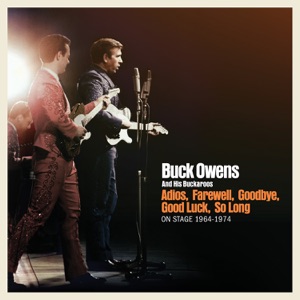 Buck Owens
And His Buckaroos
Adios, Farewell, Goodbye,
Good Luck, So Long
ON STAGE 1964-1974